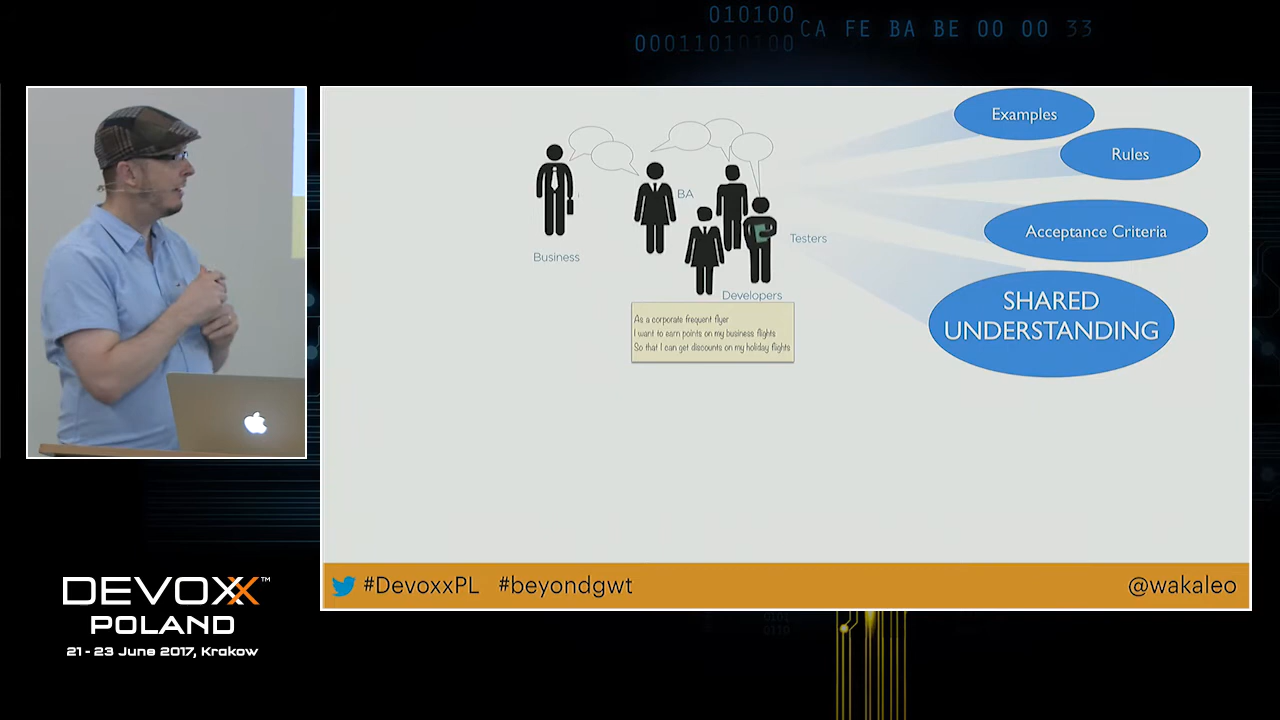 010100
00011010100
CA FE BA BE 00 00 33
Examples
Rules
BA
Acceptance Criteria
Testers
Business
Developers
SHARED
UNDERSTANDING
As a corporate frequent flyer
I want to earn points on my business flights
So that I can get discounts on my holiday flights
#DevoxxPL #beyondgwt
@wakaleo
DEVOXX™
POLAND
21 - 23 June 2017, Krakow